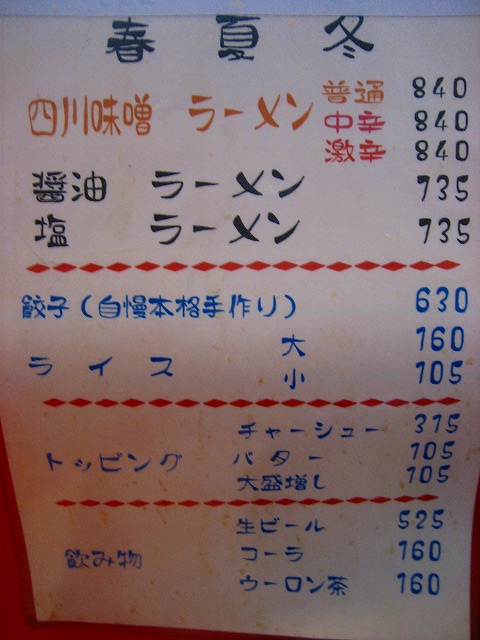 春 夏 冬
四川味噌 ラーメン 普通 840
中辛 840
激辛 840
醤油 ラーメン 735
塩 ラーメン 735
餃子(自慢本格手作り) 630
ライス 大 160
小 105
トッピング チャーシュー 315
バター 105
大盛増し 105
飲み物 生ビール 525
コーラ 160
ウーロン茶 160